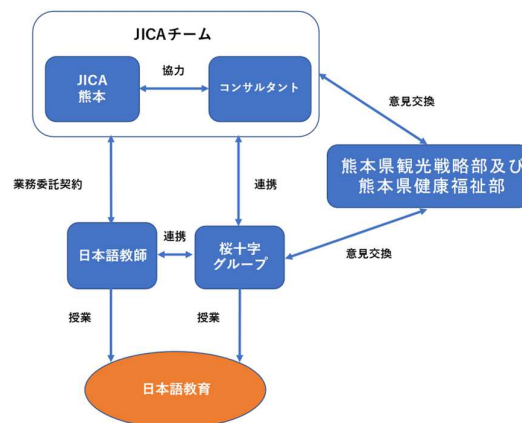 JICAチーム
JICA
熊本
協力
コンサルタント
意見交換
熊本県観光戦略部及び
熊本県健康福祉部
業務委託契約
連携
日本語教師
連携
桜十字
グループ
意見交換
授業
授業
日本語教育